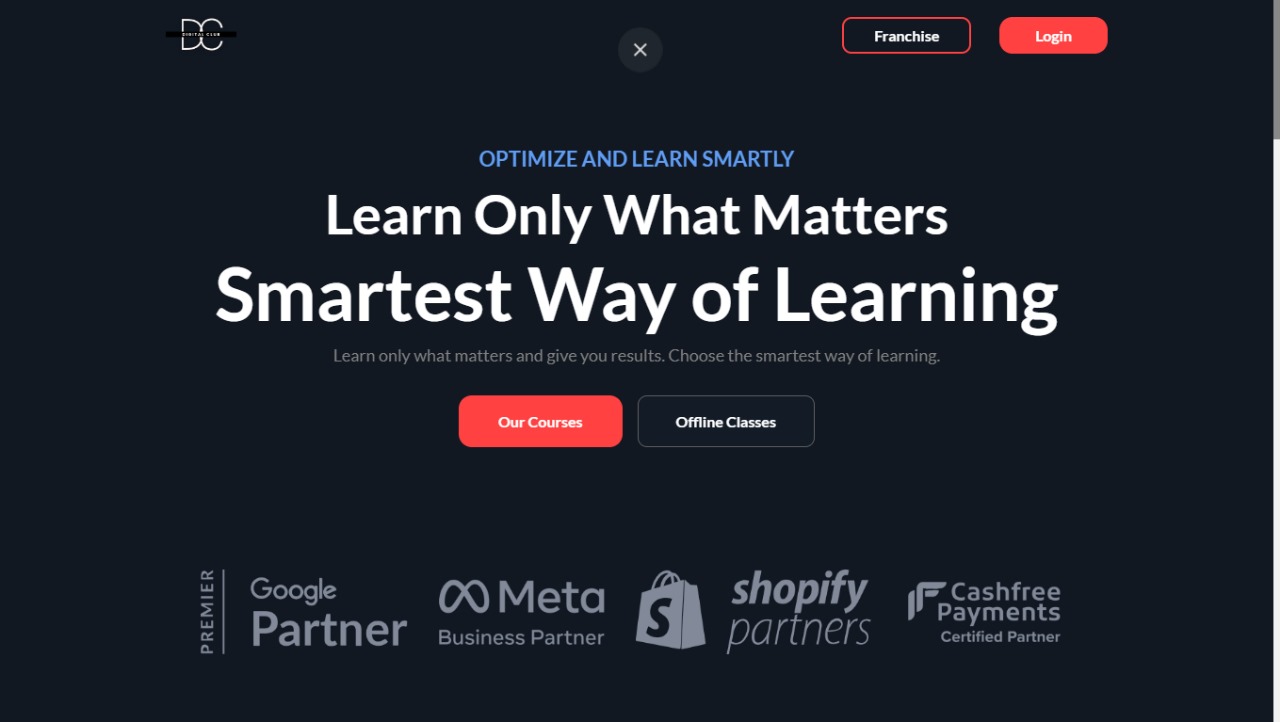 DC
DIGITAL CLUB
Franchise
Login
OPTIMIZE AND LEARN SMARTLY
Learn Only What Matters
Smartest Way of Learning
Learn only what matters and give you results. Choose the smartest way of learning.
Our Courses
Offline Classes
PREMIER
Google
Partner
Meta
Business Partner
S
shopify
partners
Cashfree
Payments
Certified Partner